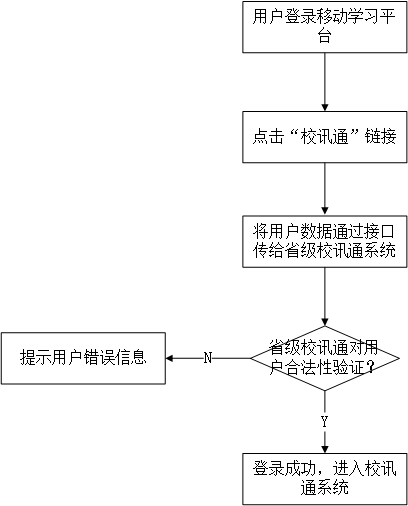 用户登录移动学习平
台
点击“校讯通”链接
将用户数据通过接口
传给省级校讯通系统
省级校讯通对用
户合法性验证?
N
提示用户错误信息
Y
登录成功，进入校讯
通系统